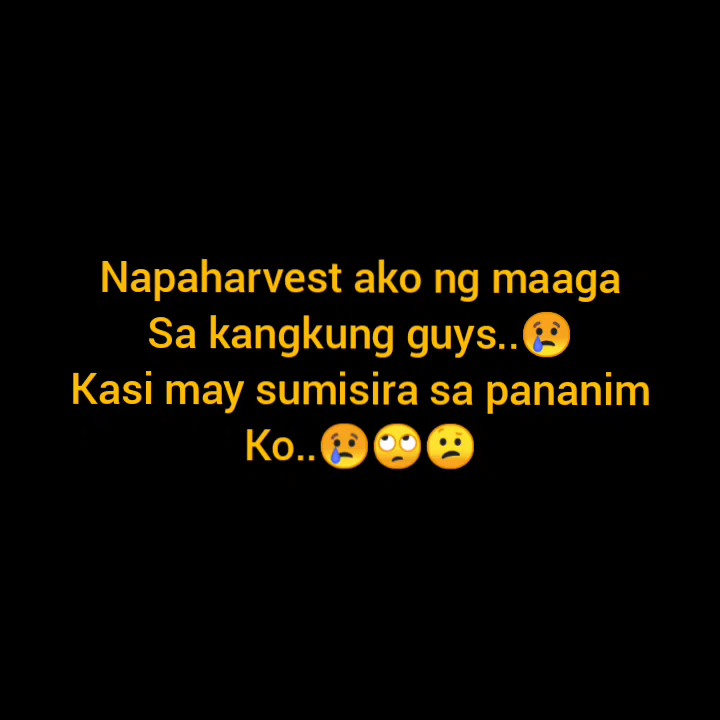 Napaharvest ako ng maaga
Sa kangkung guys..😢
Kasi may sumisira sa pananim
Ko..😢🙄😟